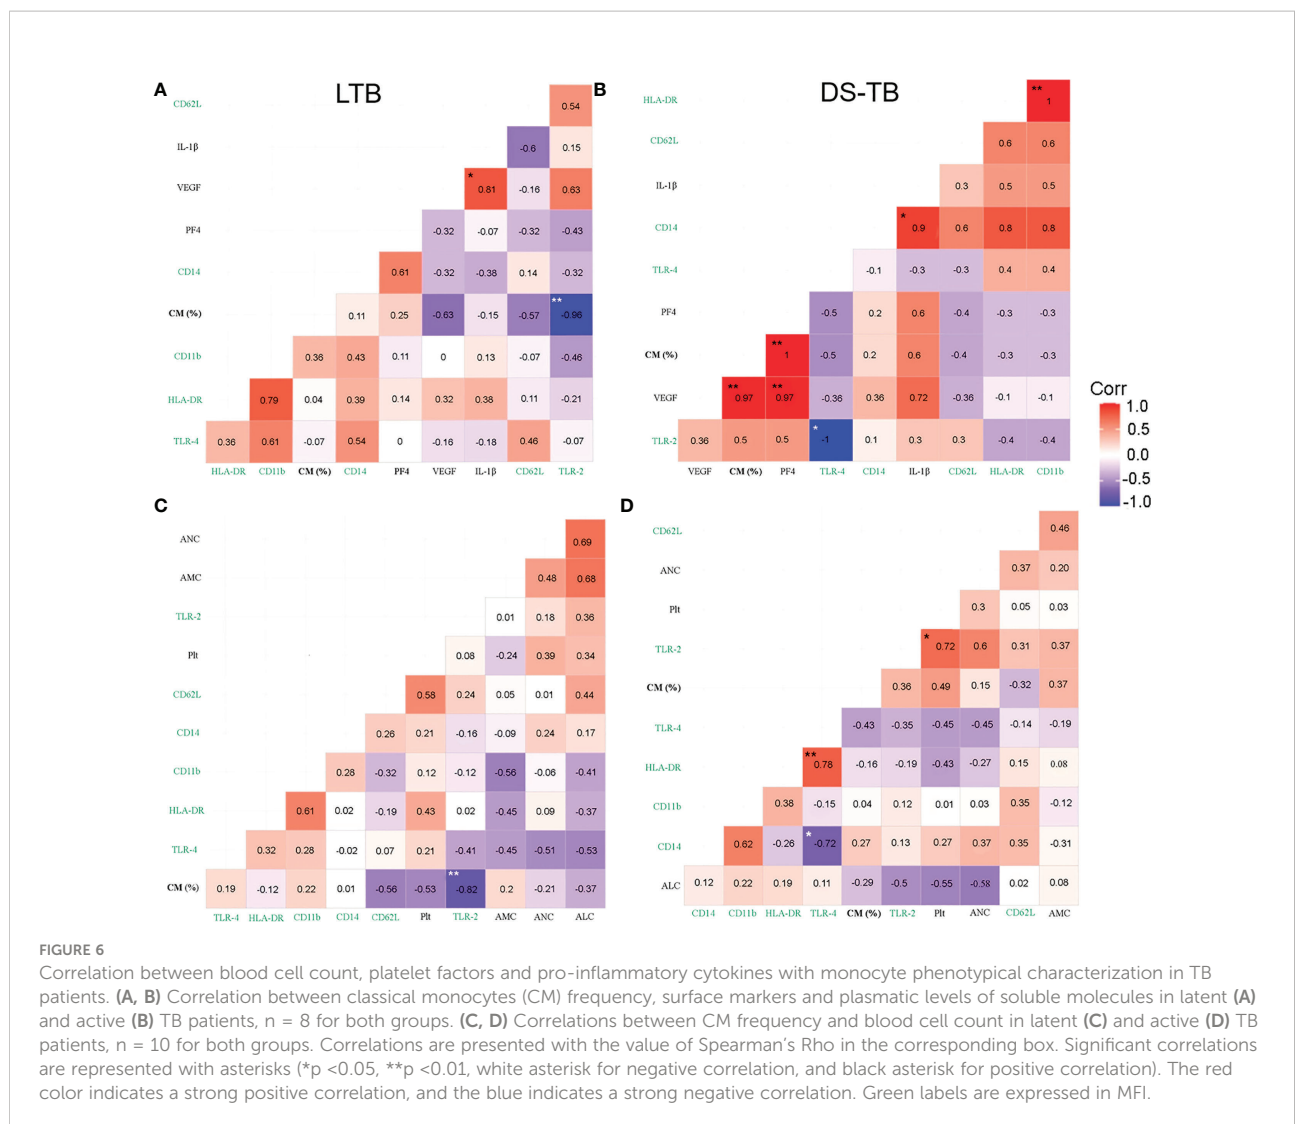 A LTB
CD62L 0.54
IL-1β -0.6 0.15
VEGF * 0.81 -0.16 0.63
PF4 -0.32 -0.07 -0.32 -0.43
CD14 0.61 -0.32 -0.38 0.14 -0.32
CM (%) 0.11 0.25 -0.63 -0.15 -0.57 ** -0.96
CD11b 0.36 0.43 0.11 0 0.13 -0.07 -0.46
HLA-DR 0.79 0.04 0.39 0.14 0.32 0.38 0.11 -0.21
TLR-4 0.36 0.61 -0.07 0.54 0 -0.16 -0.18 0.46 -0.07
HLA-DR CD11b CM (%) CD14 PF4 VEGF IL-1β CD62L TLR-2
B DS-TB
HLA-DR ** 1
CD62L 0.6 0.6
IL-1β 0.3 0.5 0.5
CD14 * 0.9 0.6 0.8 0.8
TLR-4 -0.1 -0.3 -0.3 0.4 0.4
PF4 -0.5 0.2 0.6 -0.4 -0.3 -0.3
CM (%) ** 1 -0.5 0.2 0.6 -0.4 -0.3 -0.3
VEGF ** 0.97 ** 0.97 -0.36 0.36 0.72 -0.36 -0.1 -0.1
TLR-2 0.36 0.5 0.5 * -1 0.1 0.3 0.3 -0.4 -0.4
VEGF CM (%) PF4 TLR-4 CD14 IL-1β CD62L HLA-DR CD11b
Corr
1.0
0.5
0.0
-0.5
-1.0
C
ANC 0.69
AMC 0.48 0.68
TLR-2 0.01 0.18 0.36
Plt 0.08 -0.24 0.39 0.34
CD62L 0.58 0.24 0.05 0.01 0.44
CD14 0.26 0.21 -0.16 -0.09 0.24 0.17
CD11b 0.28 -0.32 0.12 -0.12 -0.56 -0.06 -0.41
HLA-DR 0.61 0.02 -0.19 0.43 0.02 -0.45 0.09 -0.37
TLR-4 0.32 0.28 -0.02 0.07 0.21 -0.41 -0.45 -0.51 -0.53
CM (%) 0.19 -0.12 0.22 0.01 -0.56 -0.53 ** -0.82 0.2 -0.21 -0.37
TLR-4 HLA-DR CD11b CD14 CD62L Plt TLR-2 AMC ANC ALC
D
CD62L 0.46
ANC 0.37 0.20
Plt 0.3 0.05 0.03
TLR-2 * 0.72 0.6 0.31 0.37
CM (%) 0.36 0.49 0.15 -0.32 0.37
TLR-4 -0.43 -0.35 -0.45 -0.45 -0.14 -0.19
HLA-DR ** 0.78 -0.16 -0.19 -0.43 -0.27 0.15 0.08
CD11b 0.38 -0.15 0.04 0.12 0.01 0.03 0.35 -0.12
CD14 0.62 -0.26 * -0.72 0.27 0.13 0.27 0.37 0.35 -0.31
ALC 0.12 0.22 0.19 0.11 -0.29 -0.5 -0.55 -0.58 0.02 0.08
CD14 CD11b HLA-DR TLR-4 CM (%) TLR-2 Plt ANC CD62L AMC
FIGURE 6
Correlation between blood cell count, platelet factors and pro-inflammatory cytokines with monocyte phenotypical characterization in TB
patients. (A, B) Correlation between classical monocytes (CM) frequency, surface markers and plasmatic levels of soluble molecules in latent (A)
and active (B) TB patients, n = 8 for both groups. (C, D) Correlations between CM frequency and blood cell count in latent (C) and active (D) TB
patients, n = 10 for both groups. Correlations are presented with the value of Spearman’s Rho in the corresponding box. Significant correlations
are represented with asterisks (*p <0.05, **p <0.01, white asterisk for negative correlation, and black asterisk for positive correlation). The red
color indicates a strong positive correlation, and the blue indicates a strong negative correlation. Green labels are expressed in MFI.